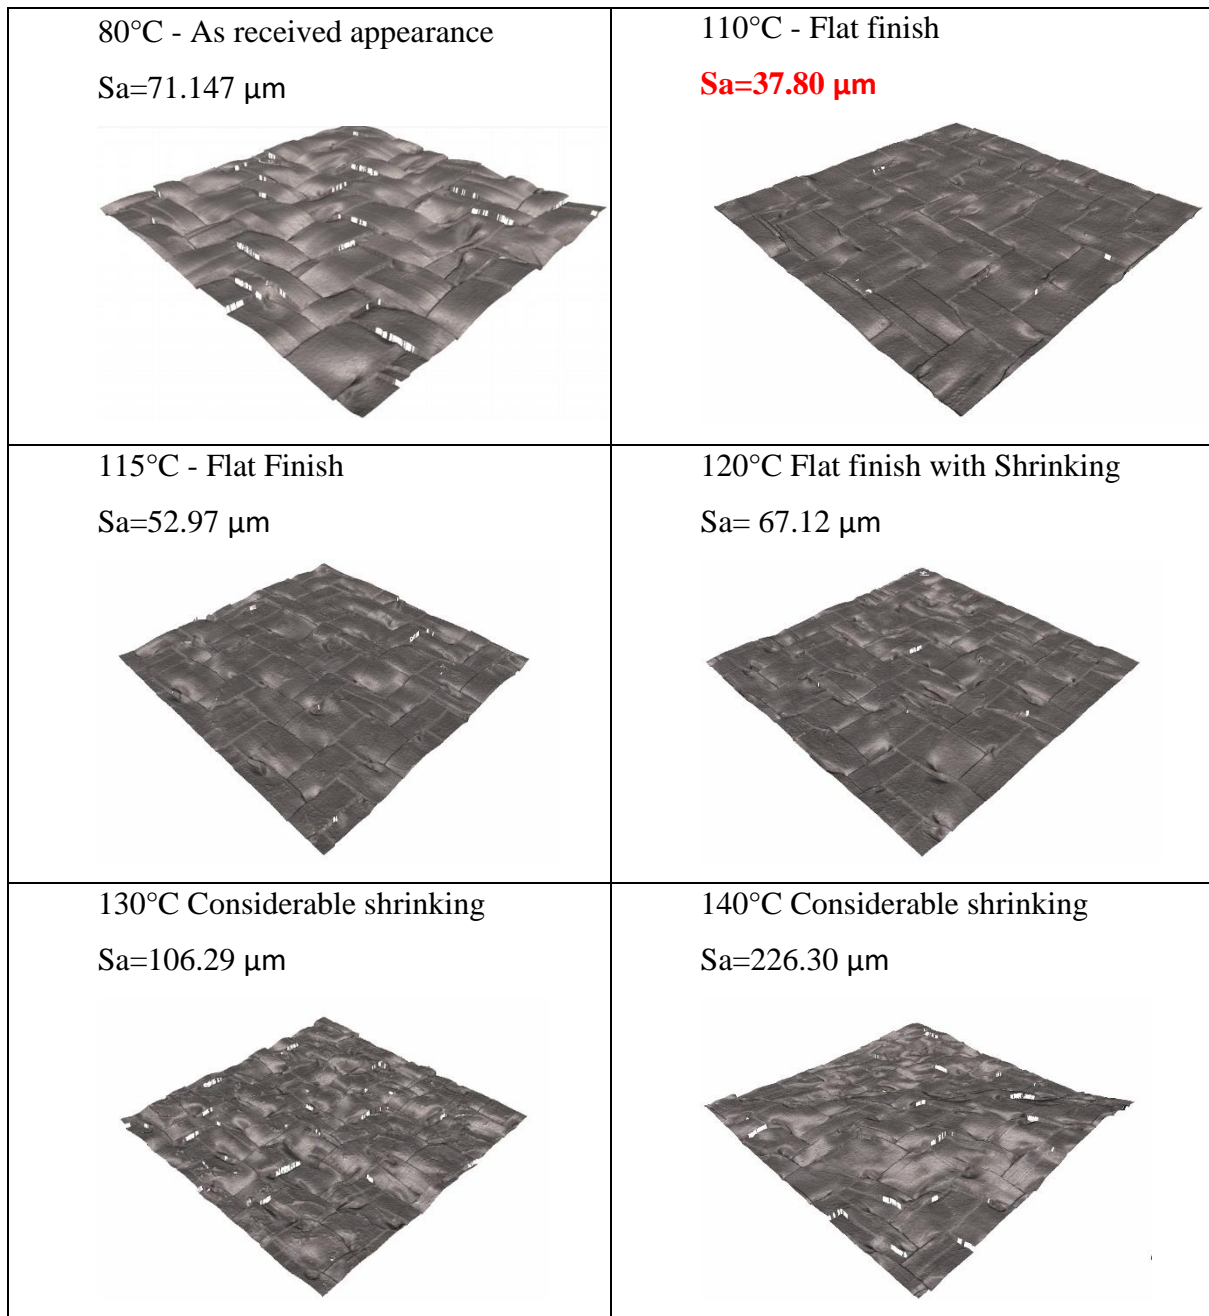 80°C - As received appearance
Sa=71.147 µm
110°C - Flat finish
Sa=37.80 µm
115°C - Flat Finish
Sa=52.97 µm
120°C Flat finish with Shrinking
Sa= 67.12 µm
130°C Considerable shrinking
Sa=106.29 µm
140°C Considerable shrinking
Sa=226.30 µm